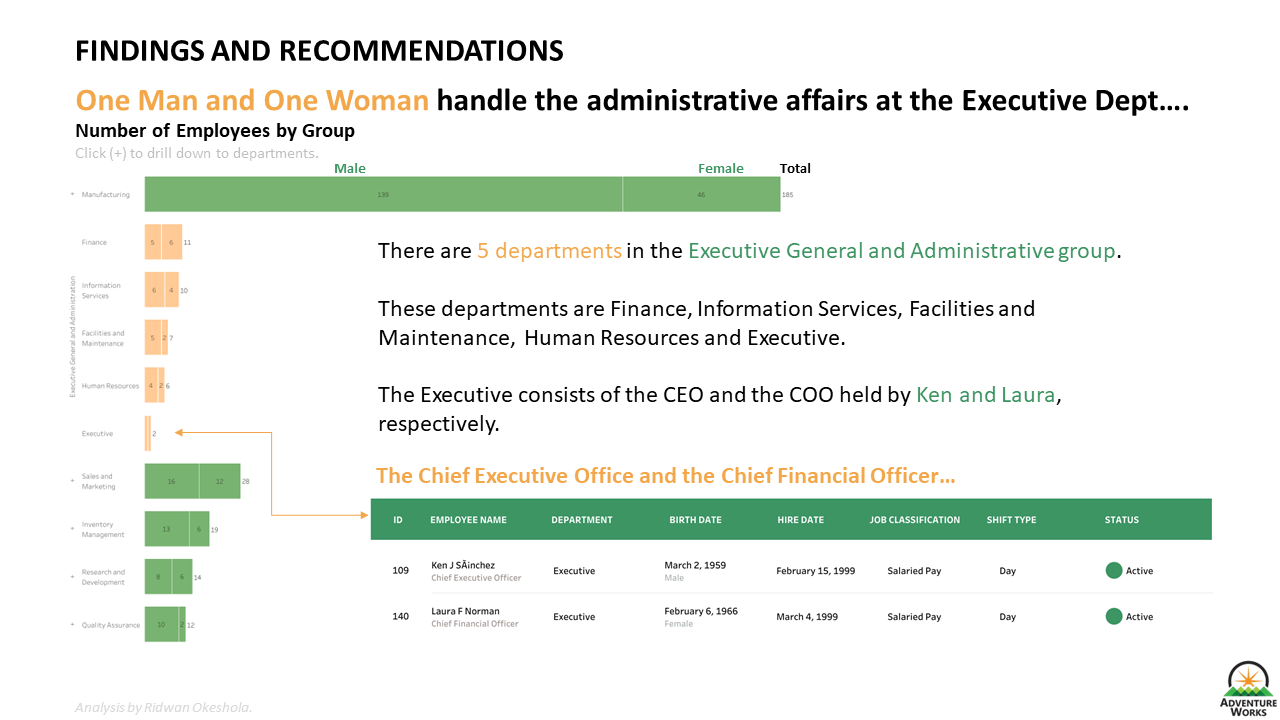 FINDINGS AND RECOMMENDATIONS
One Man and One Woman handle the administrative affairs at the Executive Dept….
Number of Employees by Group
Click (+) to drill down to departments.
Male Female Total
+ Manufacturing 139 46 185
Executive General and Administration
Finance 5 6 11
Information
Services 6 4 10
Facilities and
Maintenance 5 2 7
Human Resources 4 2 6
Executive 2
+ Sales and
Marketing 16 12 28
+ Inventory
Management 13 6 19
+ Research and
Development 8 6 14
+ Quality Assurance 10 2 12
There are 5 departments in the Executive General and Administrative group.
These departments are Finance, Information Services, Facilities and
Maintenance, Human Resources and Executive.
The Executive consists of the CEO and the COO held by Ken and Laura,
respectively.
The Chief Executive Office and the Chief Financial Officer…
ID EMPLOYEE NAME DEPARTMENT BIRTH DATE HIRE DATE JOB CLASSIFICATION SHIFT TYPE STATUS
109 Ken J SÃinchez Executive March 2, 1959 February 15, 1999 Salaried Pay Day Active
Chief Executive Officer Male
140 Laura F Norman Executive February 6, 1966 March 4, 1999 Salaried Pay Day Active
Chief Financial Officer Female
Analysis by Ridwan Okeshola.
ADVENTURE
WORKS